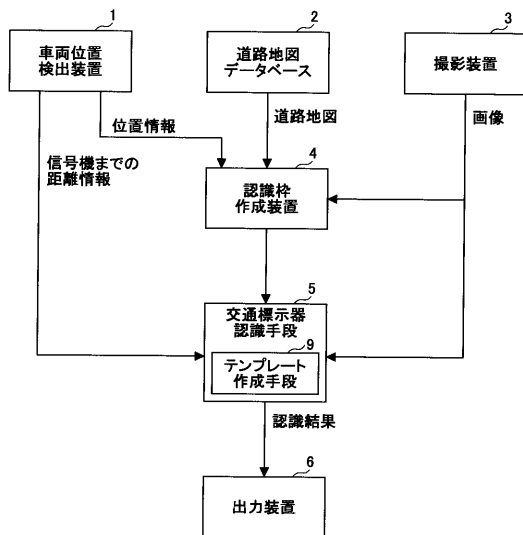 1
車両位置
検出装置
2
道路地図
データベース
3
撮影装置
位置情報
道路地図
画像
信号機までの
距離情報
4
認識枠
作成装置
5
交通標示器
認識手段
9
テンプレート
作成手段
認識結果
6
出力装置